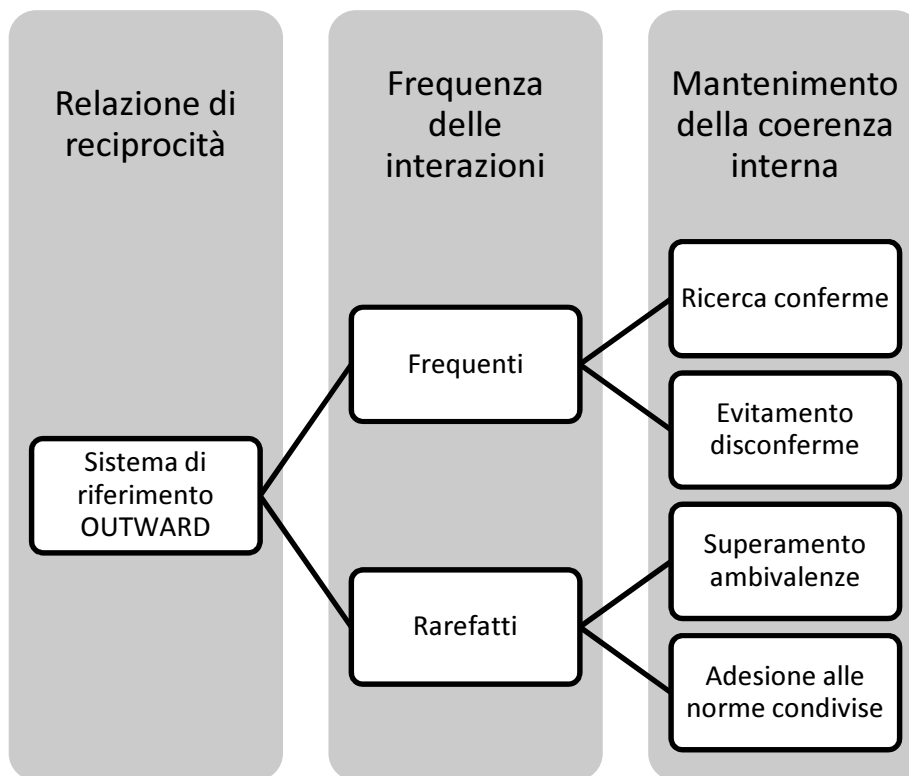 Relazione di
reciprocità
Frequenza
delle
interazioni
Mantenimento
della coerenza
interna
Sistema di
riferimento
OUTWARD
Frequenti
Rarefatti
Ricerca conferme
Evitamento
disconferme
Superamento
ambivalenze
Adesione alle
norme condivise